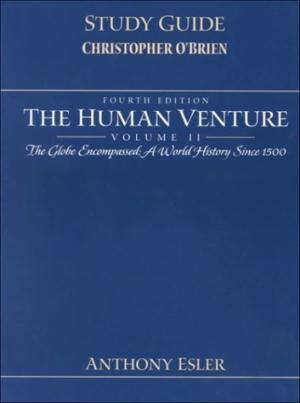 STUDY GUIDE
CHRISTOPHER O'BRIEN
FOURTH EDITION
THE HUMAN VENTURE
VOLUME II
The Globe Encompassed: A World History Since 1500
ANTHONY ESLER